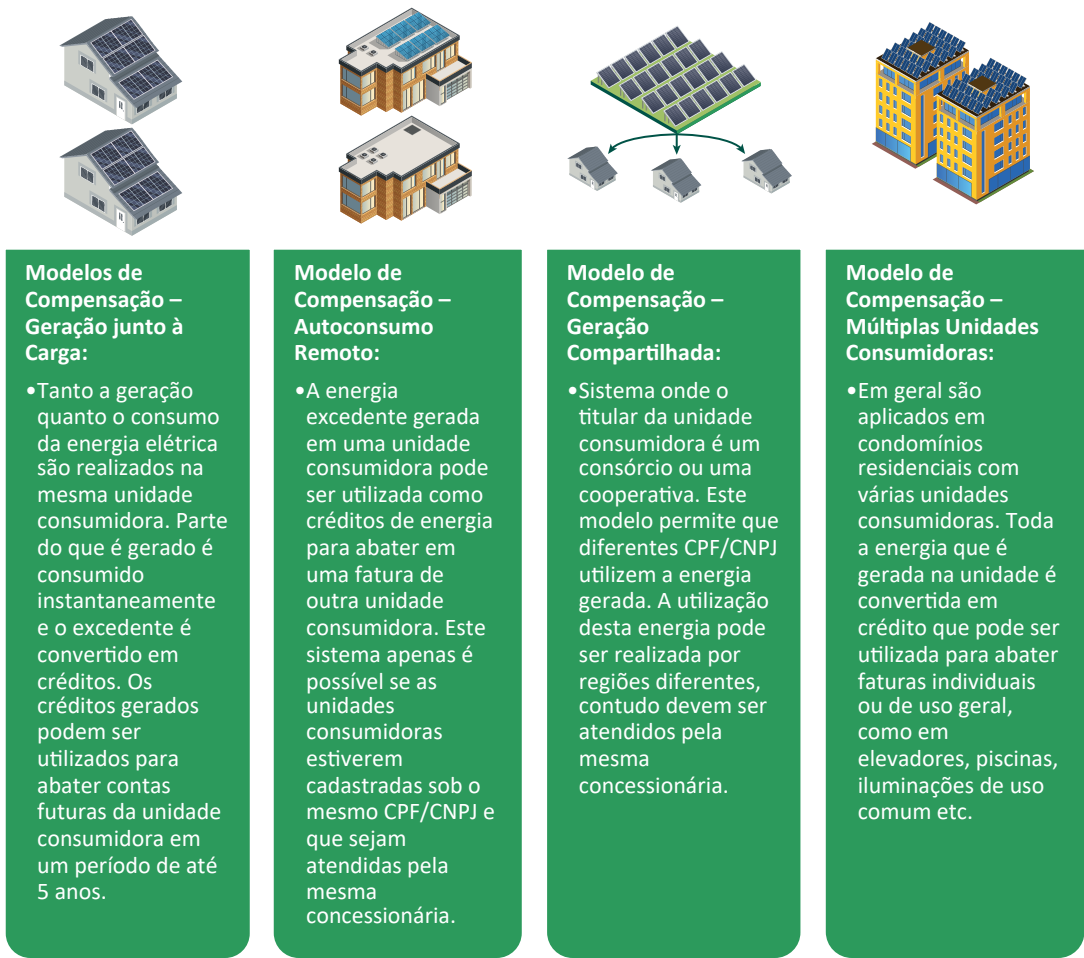 Modelos de
Compensação –
Geração junto à
Carga:
•Tanto a geração
quanto o consumo
da energia elétrica
são realizados na
mesma unidade
consumidora. Parte
do que é gerado é
consumido
instantaneamente
e o excedente é
convertido em
créditos. Os
créditos gerados
podem ser
utilizados para
abater contas
futuras da unidade
consumidora em
um período de até
5 anos.
Modelo de
Compensação –
Autoconsumo
Remoto:
•A energia
excedente gerada
em uma unidade
consumidora pode
ser utilizada como
créditos de energia
para abater em
uma fatura de
outra unidade
consumidora. Este
sistema apenas é
possível se as
unidades
consumidoras
estiverem
cadastradas sob o
mesmo CPF/CNPJ e
que sejam
atendidas pela
mesma
concessionária.
Modelo de
Compensação –
Geração
Compartilhada:
•Sistema onde o
titular da unidade
consumidora é um
consórcio ou uma
cooperativa. Este
modelo permite que
diferentes CPF/CNPJ
utilizem a energia
gerada. A utilização
desta energia pode
ser realizada por
regiões diferentes,
contudo devem ser
atendidos pela
mesma
concessionária.
Modelo de
Compensação –
Múltiplas Unidades
Consumidoras:
•Em geral são
aplicados em
condomínios
residenciais com
várias unidades
consumidoras. Toda
a energia que é
gerada na unidade é
convertida em
crédito que pode ser
utilizada para abater
faturas individuais
ou de uso geral,
como em
elevadores, piscinas,
iluminações de uso
comum etc.